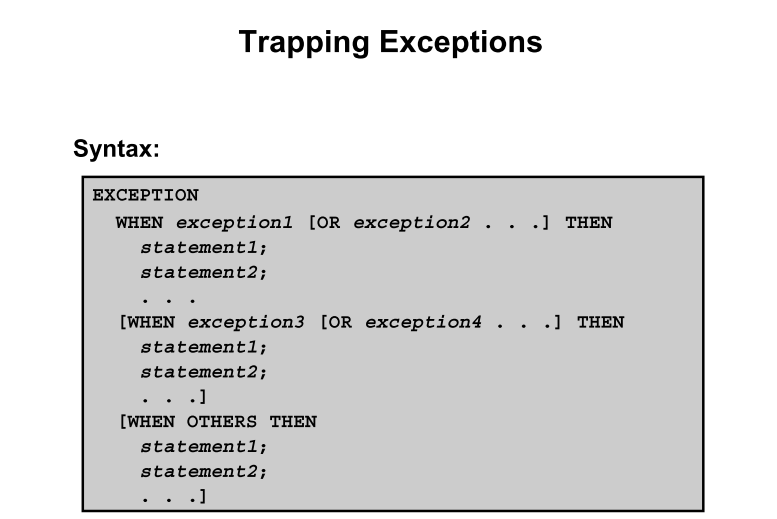 Trapping Exceptions
Syntax:
EXCEPTION
WHEN exception1 [OR exception2 . . .] THEN
statement1;
statement2;
. . .
[WHEN exception3 [OR exception4 . . .] THEN
statement1;
statement2;
. . .]
[WHEN OTHERS THEN
statement1;
statement2;
. . .]